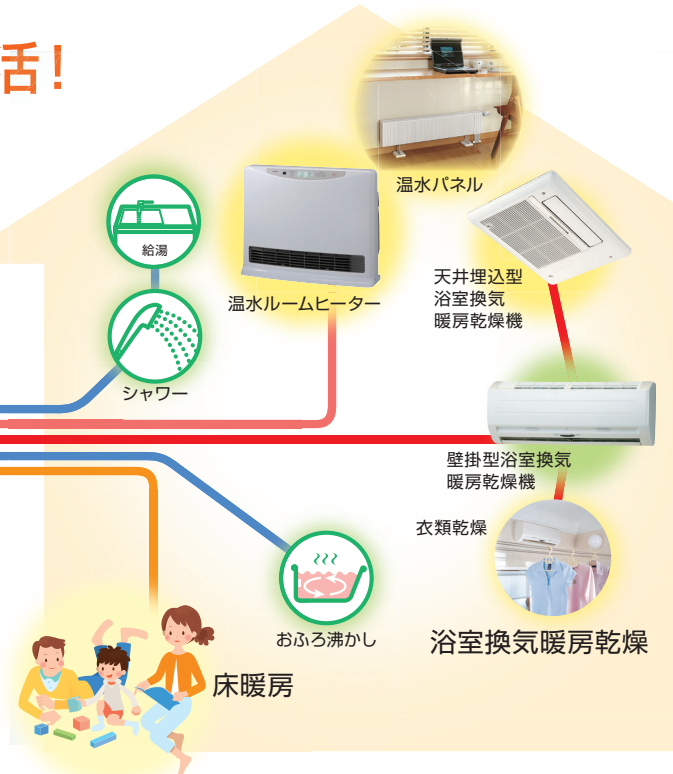 活!
温水パネル
給湯
温水ルームヒーター
天井埋込型
浴室換気
暖房乾燥機
シャワー
壁掛型浴室換気
暖房乾燥機
衣類乾燥
おふろ沸かし
浴室換気暖房乾燥
床暖房